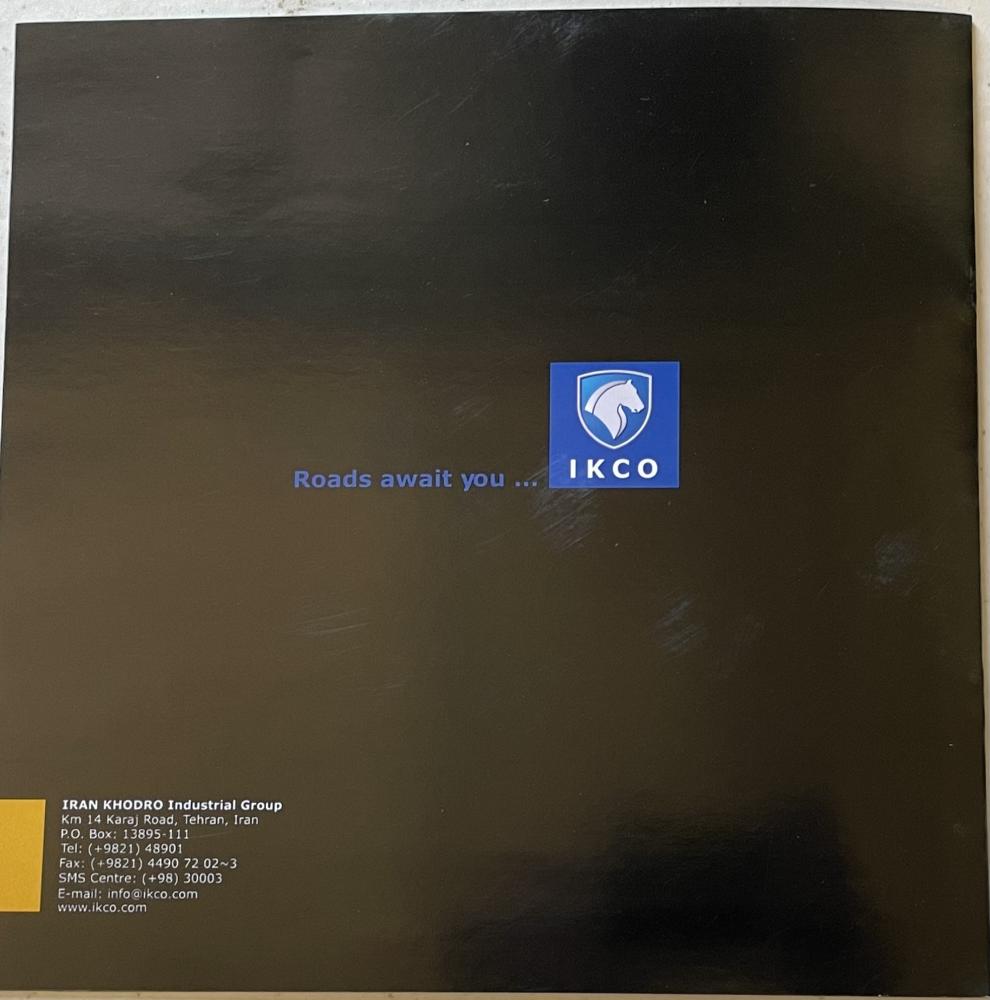 Roads await you ...
IKCO
IRAN KHODRO Industrial Group
Km 14 Karaj Road, Tehran, Iran
P.O. Box: 13895-111
Tel: (+9821) 48901
Fax: (+9821) 4490 72 02~3
SMS Centre: (+98) 30003
E-mail: info@ikco.com
www.ikco.com